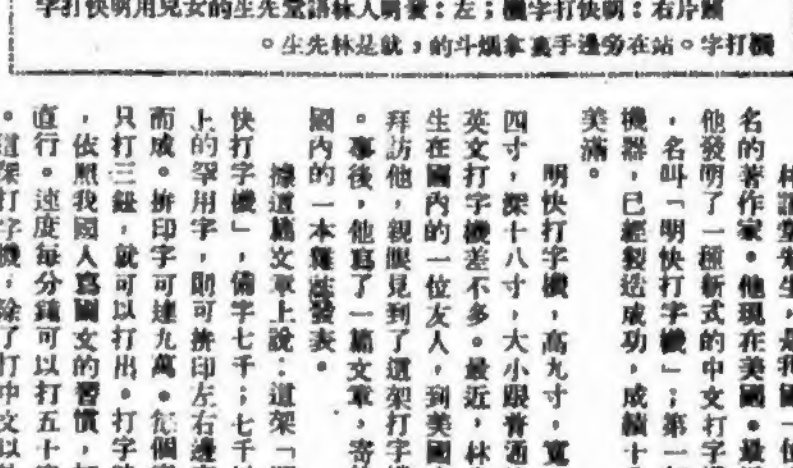 照片右：明快打字機；左：發明人林語堂先生的女兒用明快打字
機打字。站在旁邊手裏拿煙斗的，就是林先生。
林語堂先生，是我國一位
名的著作家。他現在美國。最
他發明了一種新式的中文打字
，名叫「明快打字機」；第一
機器，已經製造成功，成績十
美滿。
明快打字機，高九寸，寬
四寸，深十八寸，大小跟普通
英文打字機差不多。最近，林
生在國內的一位友人，到美國
拜訪他，親眼見到了這架打字機
。事後，他寫了一篇文章，寄
國內的一本雜誌發表。
據這篇文章上說：這架「明
快打字機」，備字七千；七千
上的罕用字，則可拚印左右邊
而成。拚印字可達九萬。每個
只打三鈕，就可以打出。打字
，依照我國人寫國文的習慣，
直行。速度每分鐘可以打五十
。這架打字機，除了打中文以